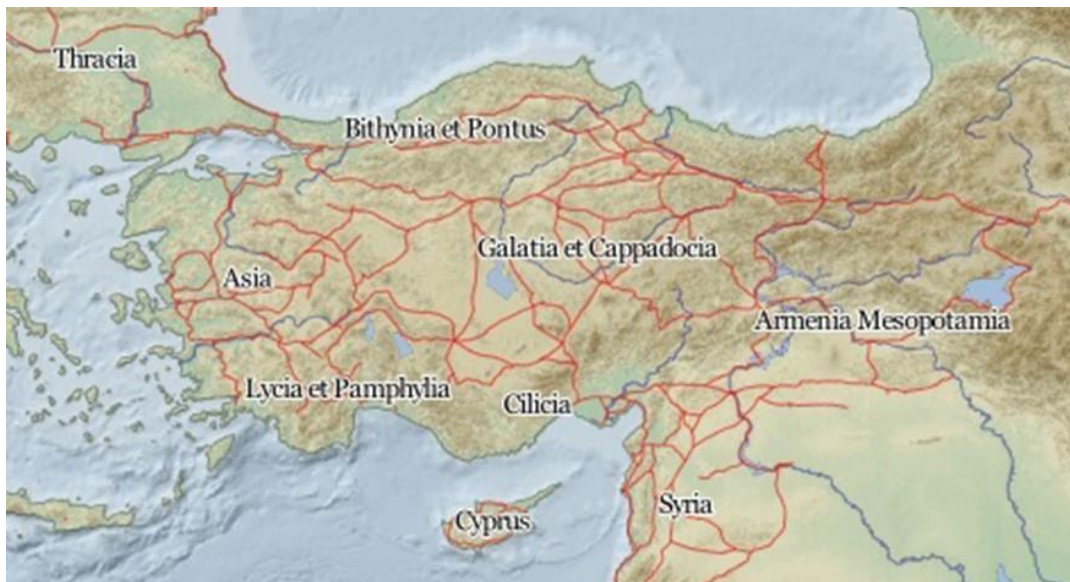 Thracia
Bithynia et Pontus
Galatia et Cappadocia
Asia
Armenia Mesopotamia
Lycia et Pamphylia
Cilicia
Syria
Cyprus